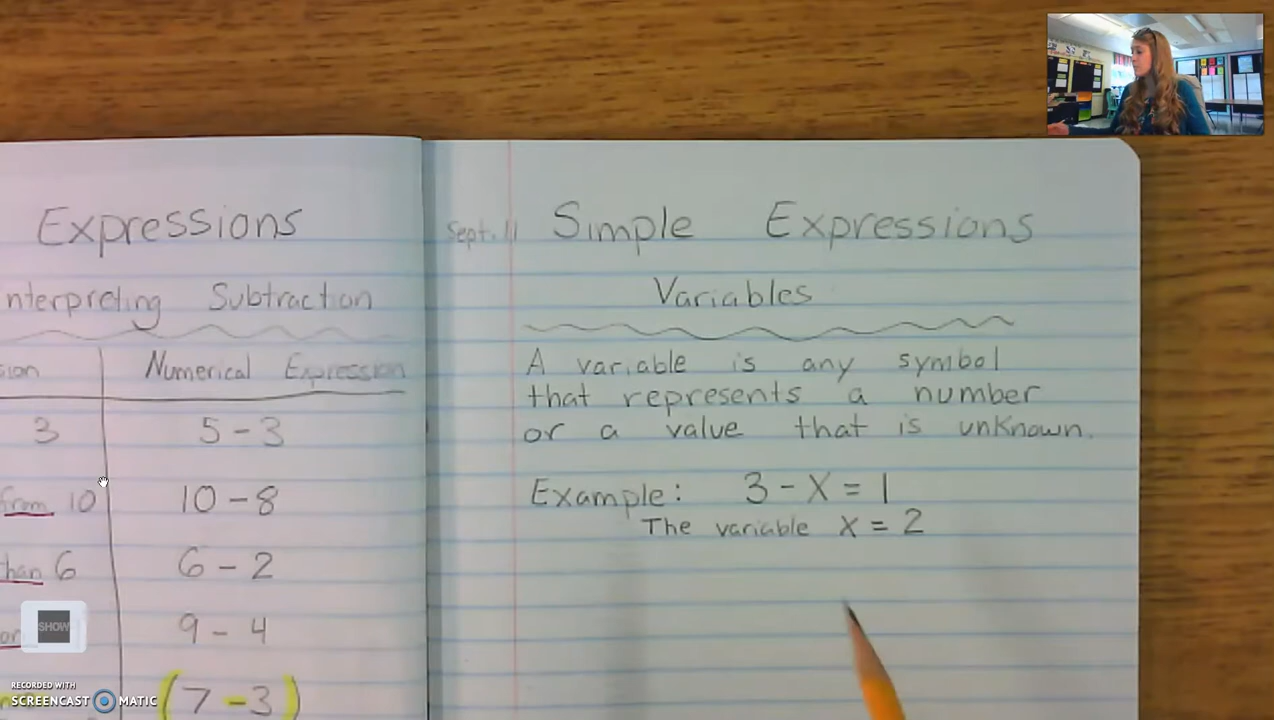 Expressions
Interpreting Subtraction
Numerical Expression
3 5 - 3
from 10 10 - 8
than 6 6 - 2
9 - 4
(7 - 3)
Sept. 11 Simple Expressions
Variables
A variable is any symbol
that represents a number
or a value that is unknown.
Example: 3 - x = 1
The variable x = 2
SHOW
RECORDED WITH
SCREENCAST MATIC